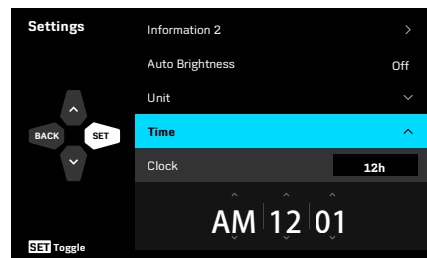 Settings
Information 2
Auto Brightness Off
Unit
BACK SET
Time
Clock 12h
AM 12 01
SET Toggle